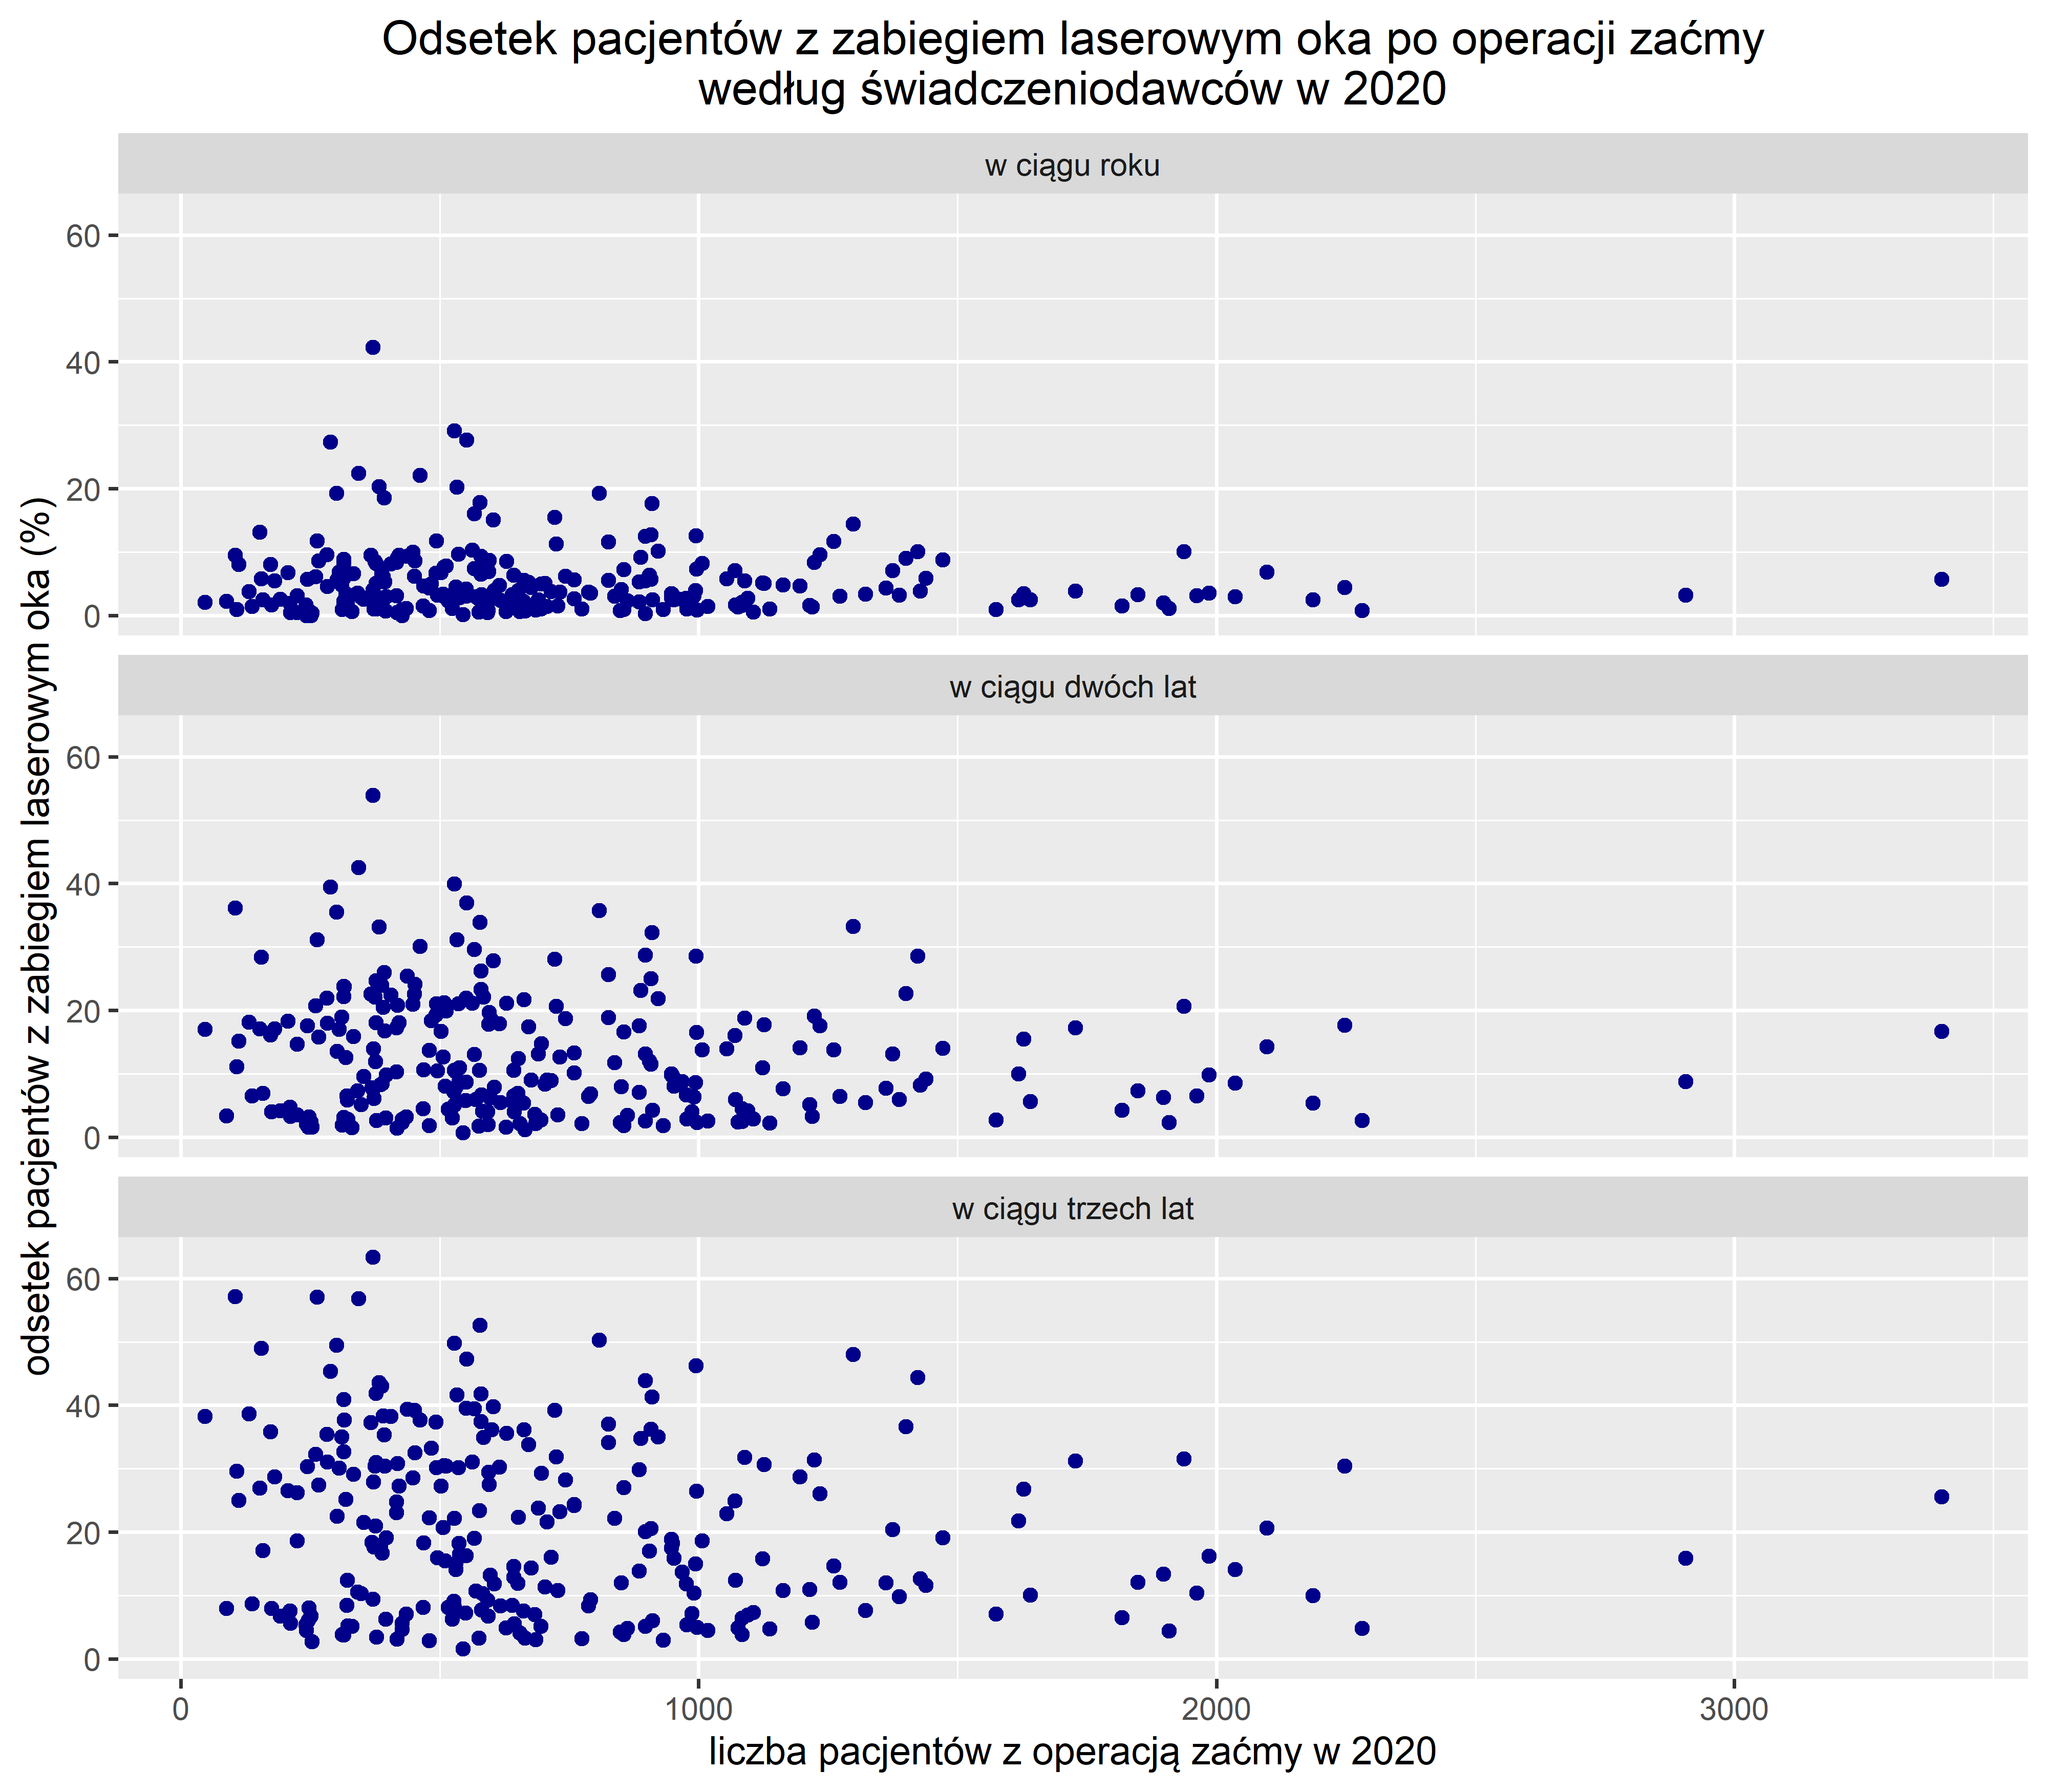 Odsetek pacjentów z zabiegiem laserowym oka po operacji zaćmy
według świadczeniodawców w 2020
odsetek pacjentów z zabiegiem laserowym oka (%)
w ciągu roku
60
40
20
0
w ciągu dwóch lat
60
40
20
0
w ciągu trzech lat
60
40
20
0
0 1000 2000 3000
liczba pacjentów z operacją zaćmy w 2020